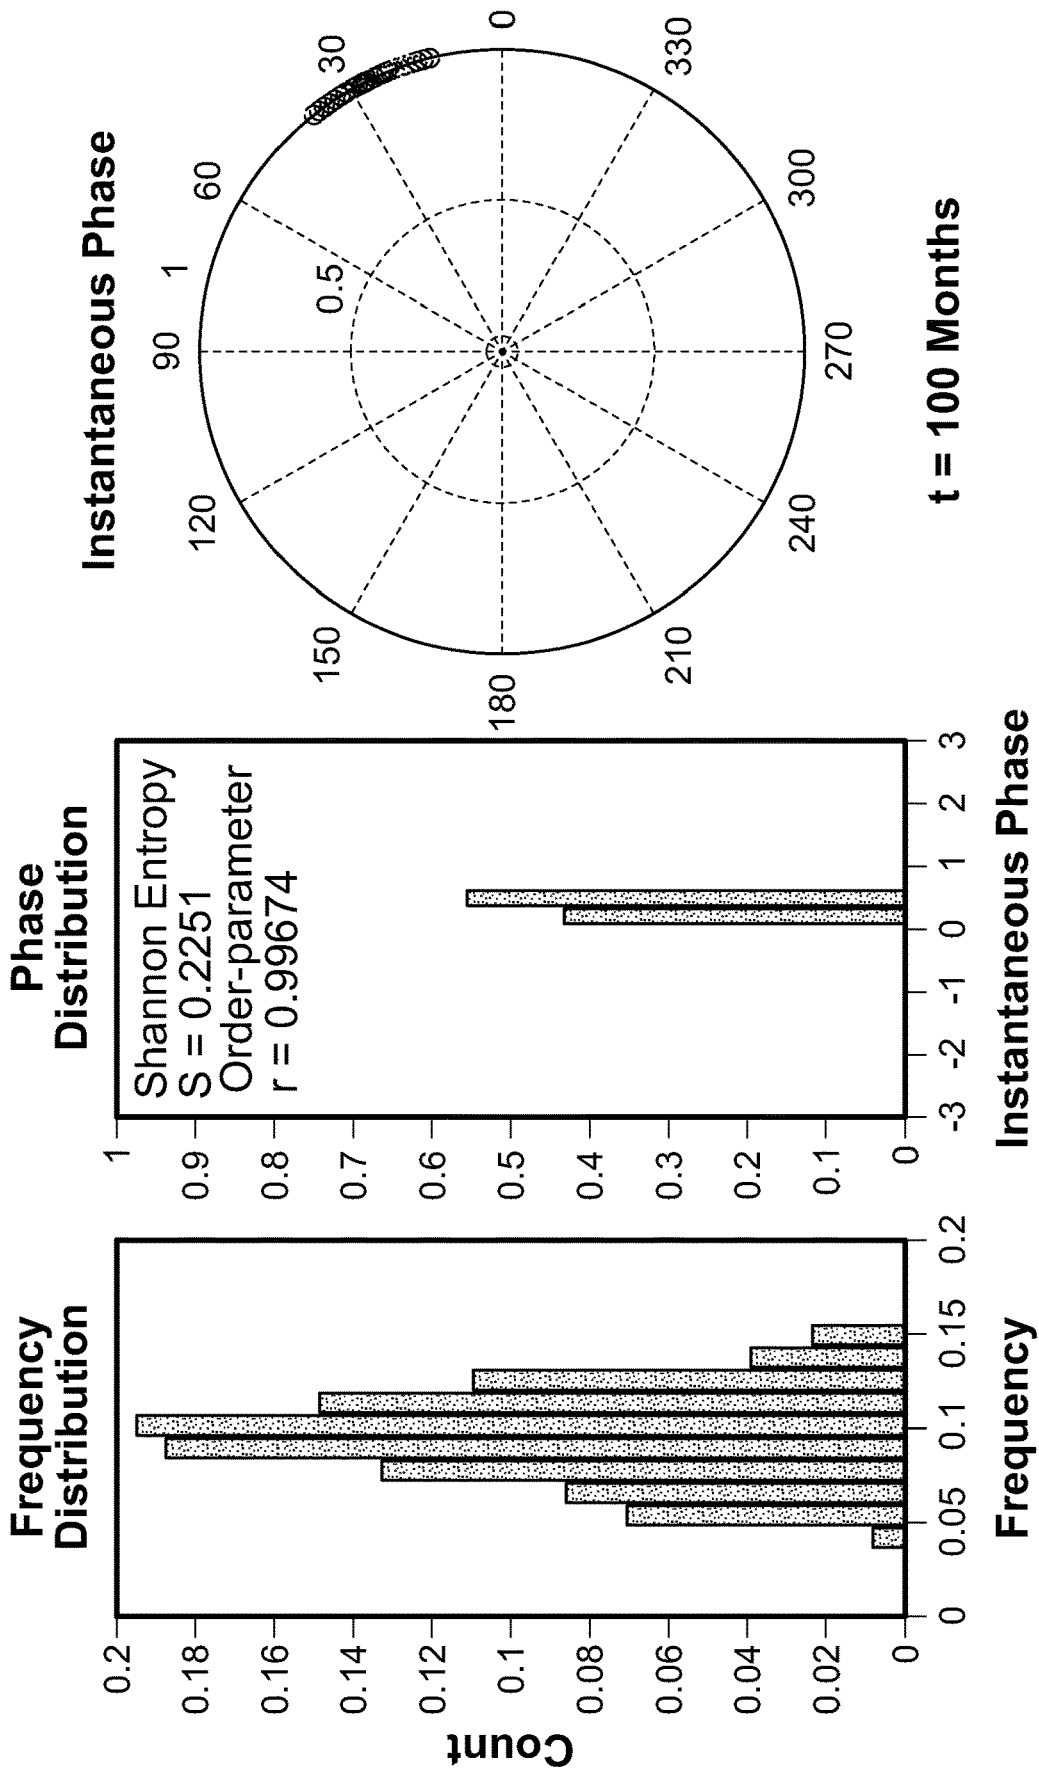 Frequency
Distribution
Count
0.2
0.18
0.16
0.14
0.12
0.1
0.08
0.06
0.04
0.02
0
0 0.05 0.1 0.15 0.2
Frequency
Phase
Distribution
Shannon Entropy
S = 0.2251
Order-parameter
r = 0.99674
1
0.9
0.8
0.7
0.6
0.5
0.4
0.3
0.2
0.1
0
-3 -2 -1 0 1 2 3
Instantaneous Phase
Instantaneous Phase
90
1
120
60
0.5
150
30
180
0
210
330
240
300
270
t = 100 Months